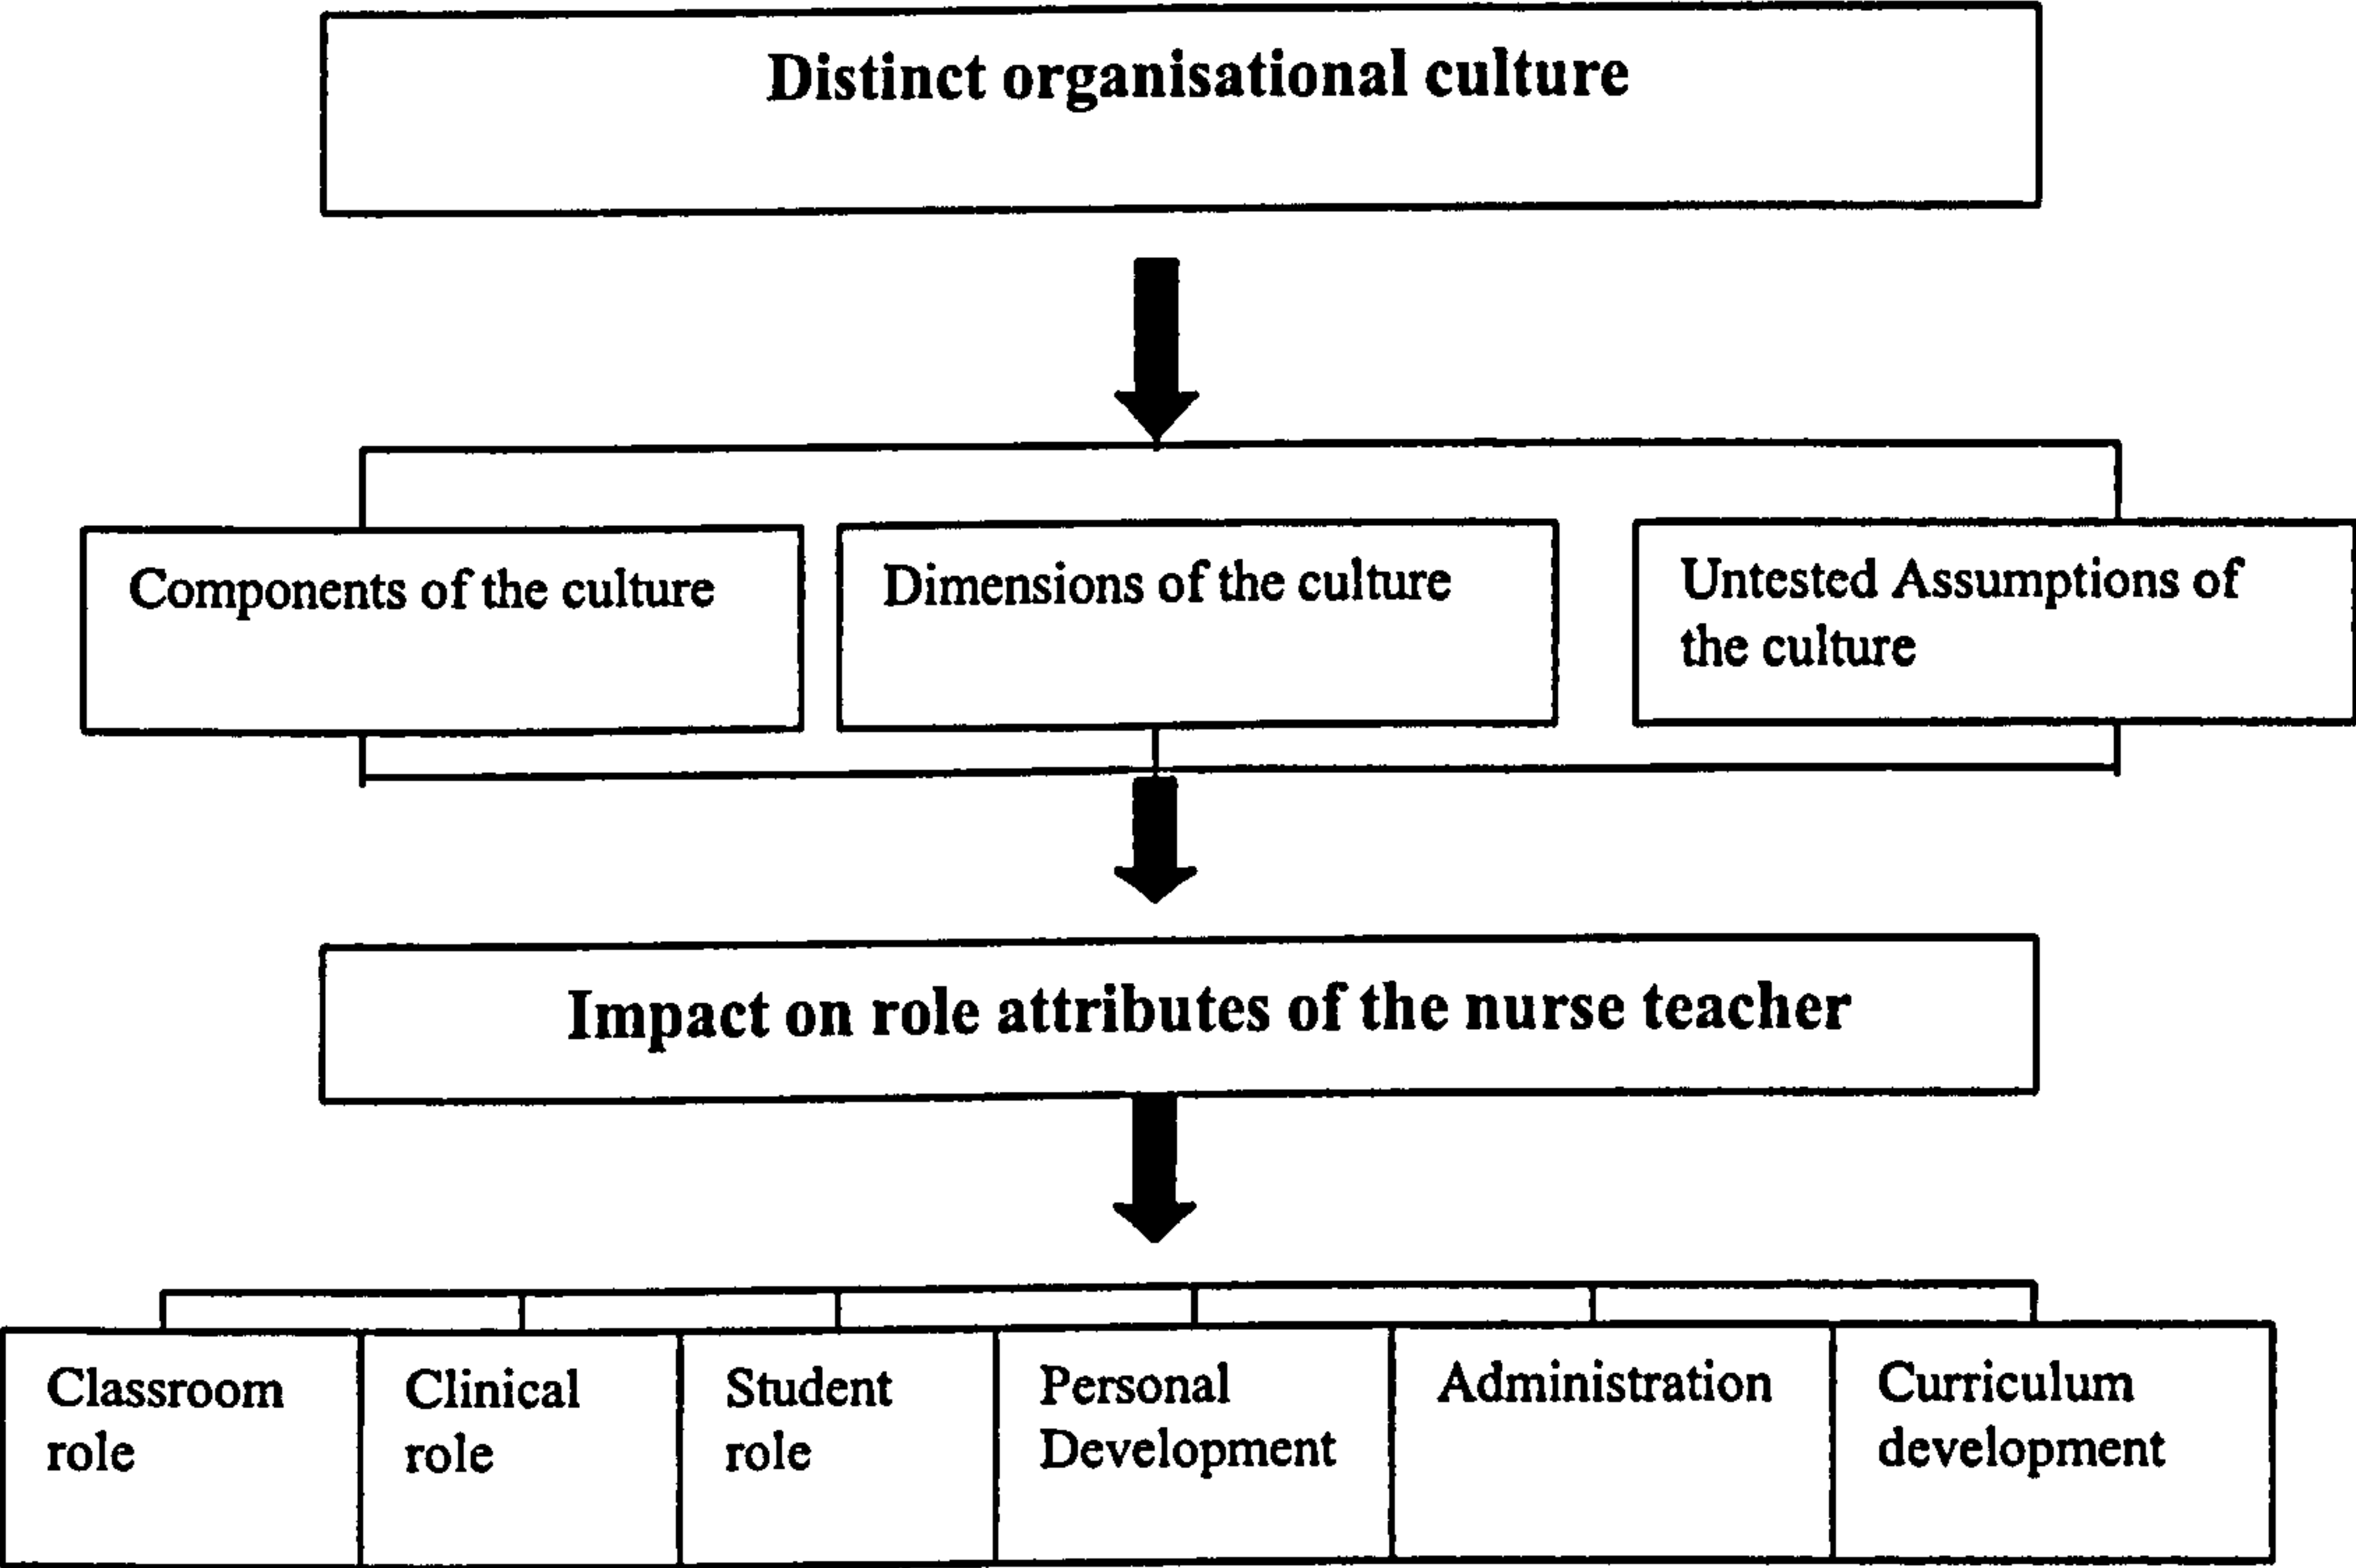 Distinct organisational culture
Components of the culture
Dimensions of the culture
Untested Assumptions of
the culture
Impact on role attributes of the nurse teacher
Classroom
role
Clinical
role
Student
role
Personal
Development
Administration
Curriculum
development